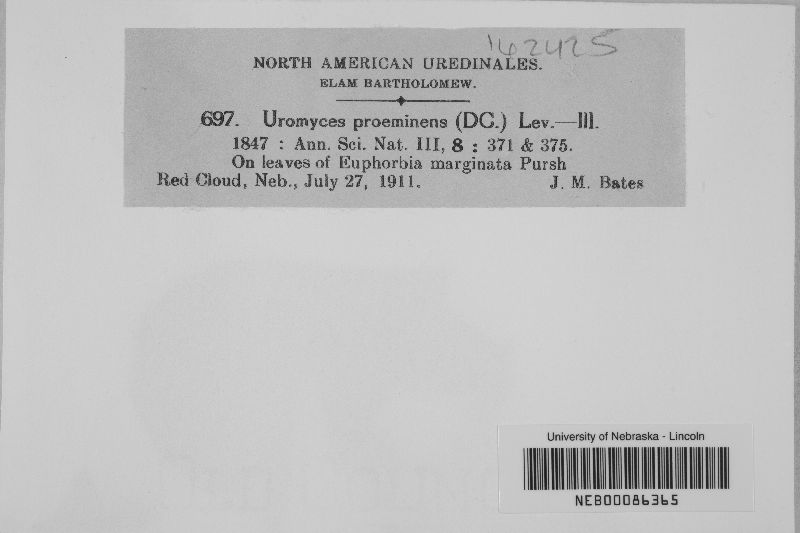 162425
NORTH AMERICAN UREDINALES.
ELAM BARTHOLOMEW.
697. Uromyces proeminens (DC.) Lev.—III.
1847 : Ann. Sci. Nat. III, 8 : 371 & 375.
On leaves of Euphorbia marginata Pursh
Red Cloud, Neb., July 27, 1911. J. M. Bates
University of Nebraska - Lincoln
NEB00086365